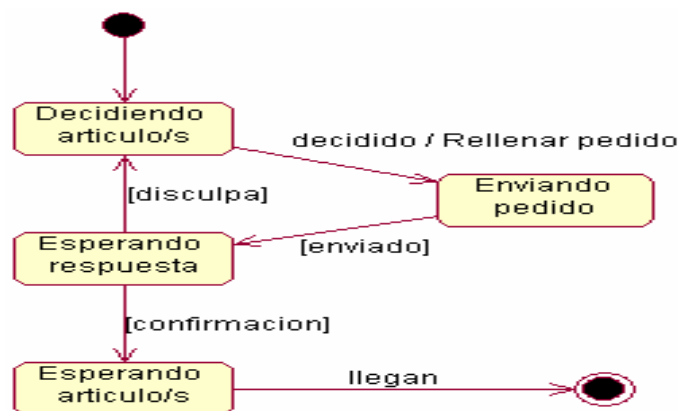 Decidiendo
articulo/s
decidido / Rellenar pedido
Enviando
pedido
[disculpa]
Esperando
respuesta
[enviado]
[confirmacion]
Esperando
articulo/s
llegan